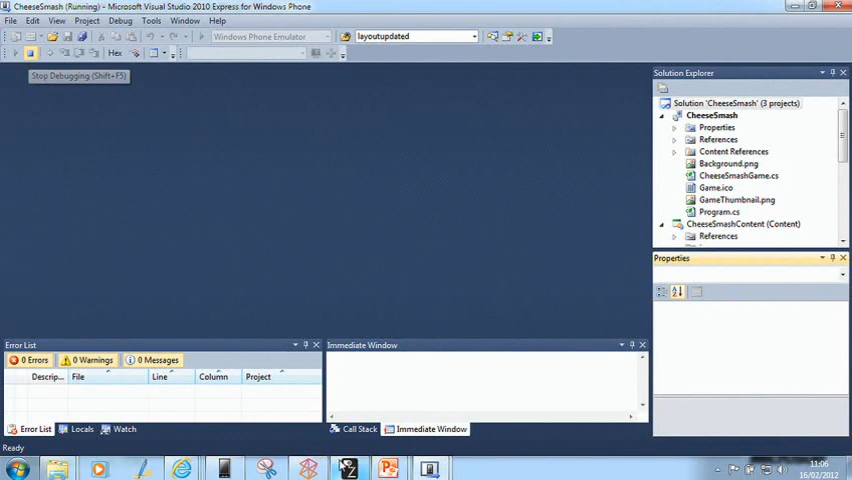 CheeseSmash (Running) - Microsoft Visual Studio 2010 Express for Windows Phone
File Edit View Project Debug Tools Window Help
Windows Phone Emulator layoutupdated
Hex
Stop Debugging (Shift+F5)
Solution Explorer
Solution 'CheeseSmash' (3 projects)
CheeseSmash
Properties
References
Content References
Background.png
CheeseSmashGame.cs
Game.ico
GameThumbnail.png
Program.cs
CheeseSmashContent (Content)
References
Properties
Error List
0 Errors 0 Warnings 0 Messages
Descrip... File Line Column Project
Error List Locals Watch
Immediate Window
Call Stack Immediate Window
Ready
11:06
16/02/2012